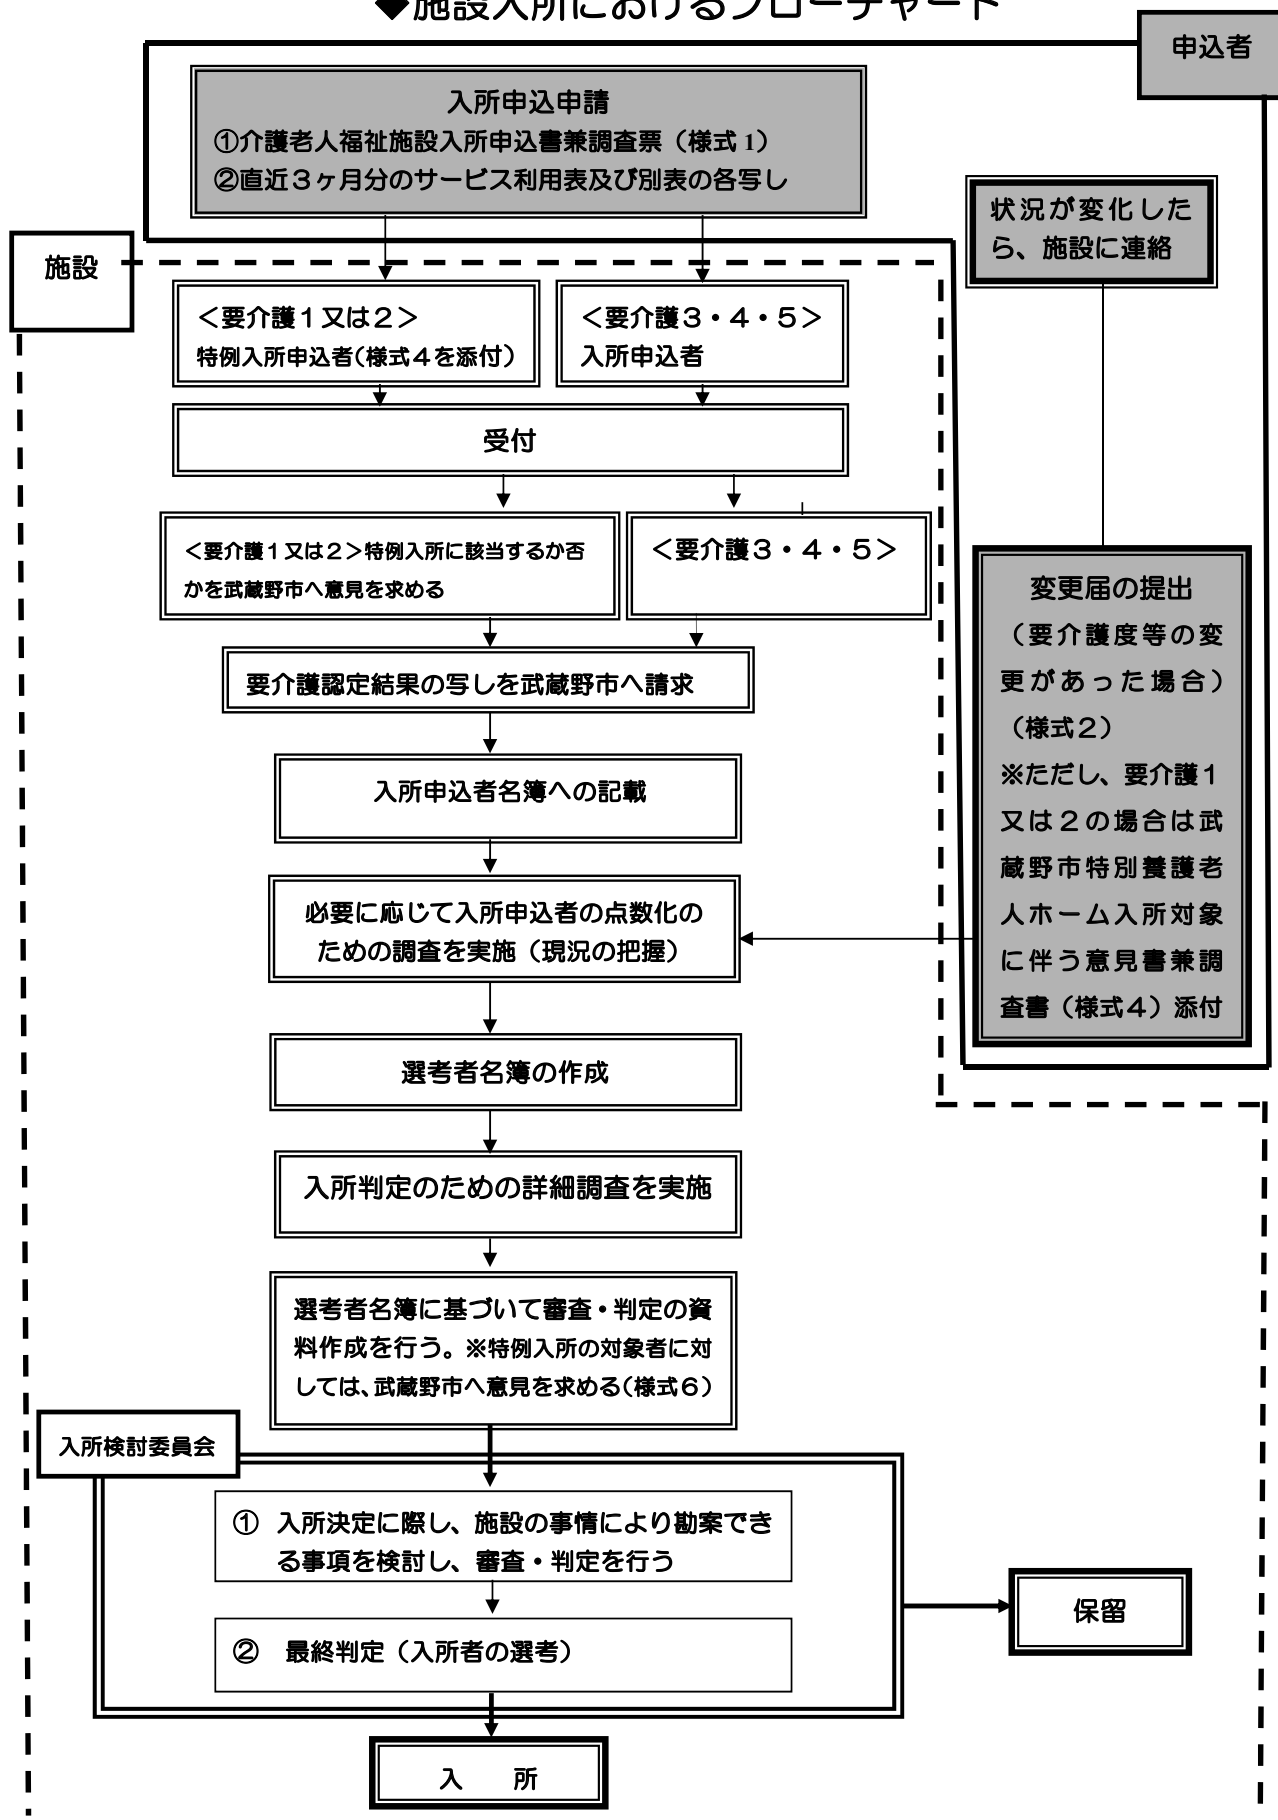 ◆施設入所におけるフローチャート
申込者
入所申込申請
①介護老人福祉施設入所申込書兼調査票（様式1）
②直近３ヶ月分のサービス利用表及び別表の各写し
状況が変化した
ら、施設に連絡
施設
＜要介護１又は２＞
特例入所申込者（様式４を添付）
＜要介護３・４・５＞
入所申込者
受付
＜要介護１又は２＞特例入所に該当するか否
かを武蔵野市へ意見を求める
＜要介護３・４・５＞
変更届の提出
（要介護度等の変
更があった場合）
（様式２）
※ただし、要介護１
又は２の場合は武
蔵野市特別養護老
人ホーム入所対象
に伴う意見書兼調
査書（様式４）添付
要介護認定結果の写しを武蔵野市へ請求
入所申込者名簿への記載
必要に応じて入所申込者の点数化の
ための調査を実施（現況の把握）
選考者名簿の作成
入所判定のための詳細調査を実施
選考者名簿に基づいて審査・判定の資
料作成を行う。※特例入所の対象者に対
しては、武蔵野市へ意見を求める（様式６）
入所検討委員会
① 入所決定に際し、施設の事情により勘案でき
る事項を検討し、審査・判定を行う
② 最終判定（入所者の選考）
保留
入　所